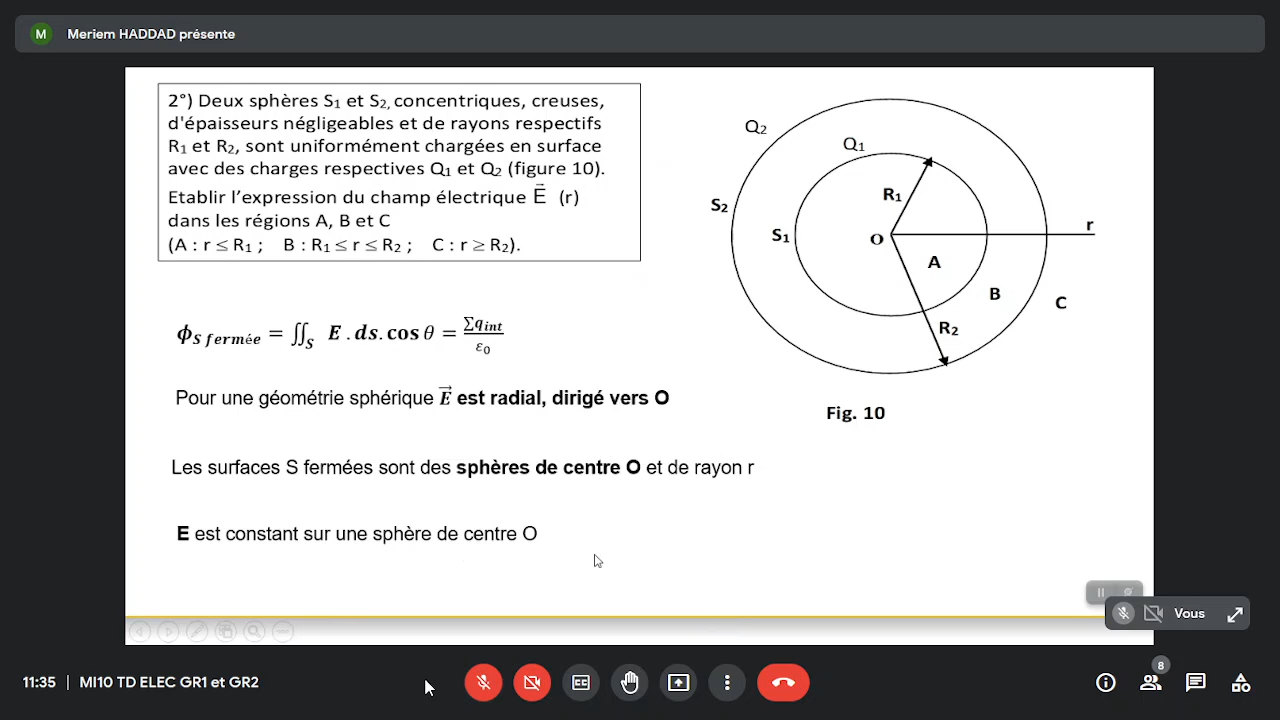 M Meriem HADDAD présente
2°) Deux sphères S₁ et S₂, concentriques, creuses,
d'épaisseurs négligeables et de rayons respectifs
R₁ et R₂, sont uniformément chargées en surface
avec des charges respectives Q₁ et Q₂ (figure 10).
Etablir l'expression du champ électrique E⃗ (r)
dans les régions A, B et C
(A : r ≤ R₁ ; B : R₁ ≤ r ≤ R₂ ; C : r ≥ R₂).
Q₂
Q₁
R₁
S₂
S₁
O
r
A
B
C
R₂
Fig. 10
ϕ_S fermée = ∬_S E . ds. cos θ = ∑q_int / ε₀
Pour une géométrie sphérique E⃗ est radial, dirigé vers O
Les surfaces S fermées sont des sphères de centre O et de rayon r
E est constant sur une sphère de centre O
Vous
8
11:35 | MI10 TD ELEC GR1 et GR2
CC